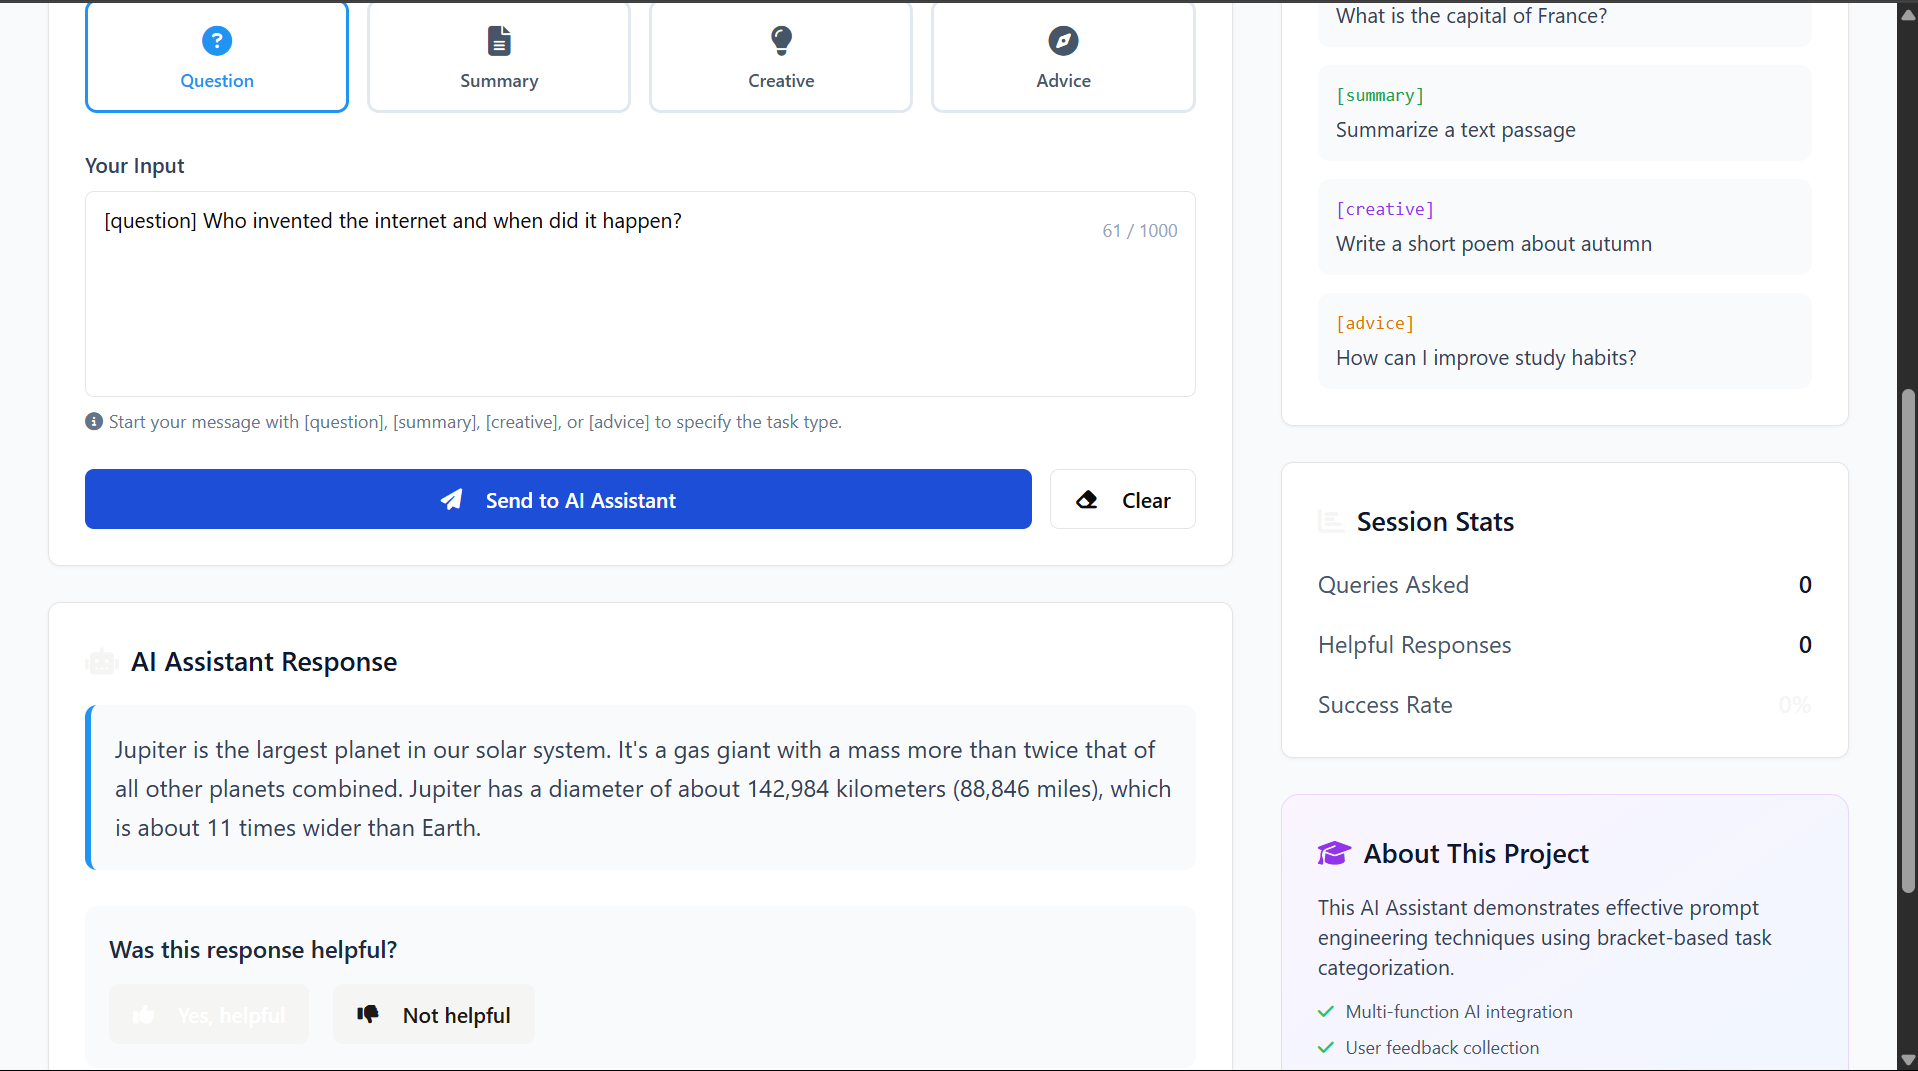 Question
Summary
Creative
Advice
Your Input
[question] Who invented the internet and when did it happen?
61 / 1000
Start your message with [question], [summary], [creative], or [advice] to specify the task type.
Send to AI Assistant
Clear
AI Assistant Response
Jupiter is the largest planet in our solar system. It's a gas giant with a mass more than twice that of
all other planets combined. Jupiter has a diameter of about 142,984 kilometers (88,846 miles), which
is about 11 times wider than Earth.
Was this response helpful?
Yes, helpful
Not helpful
What is the capital of France?
[summary]
Summarize a text passage
[creative]
Write a short poem about autumn
[advice]
How can I improve study habits?
Session Stats
Queries Asked
0
Helpful Responses
0
Success Rate
0%
About This Project
This AI Assistant demonstrates effective prompt
engineering techniques using bracket-based task
categorization.
Multi-function AI integration
User feedback collection